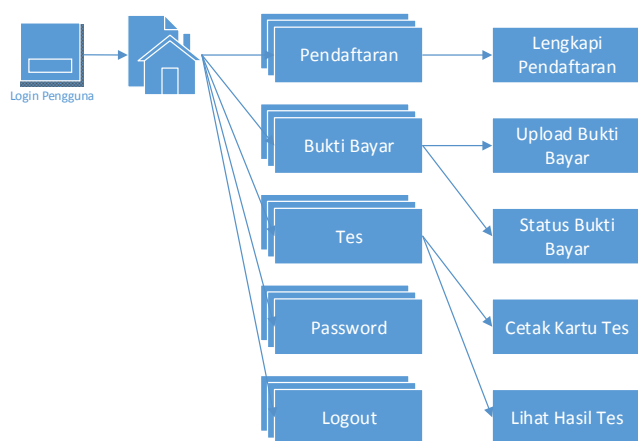 Login Pengguna
Pendaftaran
Lengkapi
Pendaftaran
Bukti Bayar
Upload Bukti
Bayar
Status Bukti
Bayar
Tes
Cetak Kartu Tes
Lihat Hasil Tes
Password
Logout